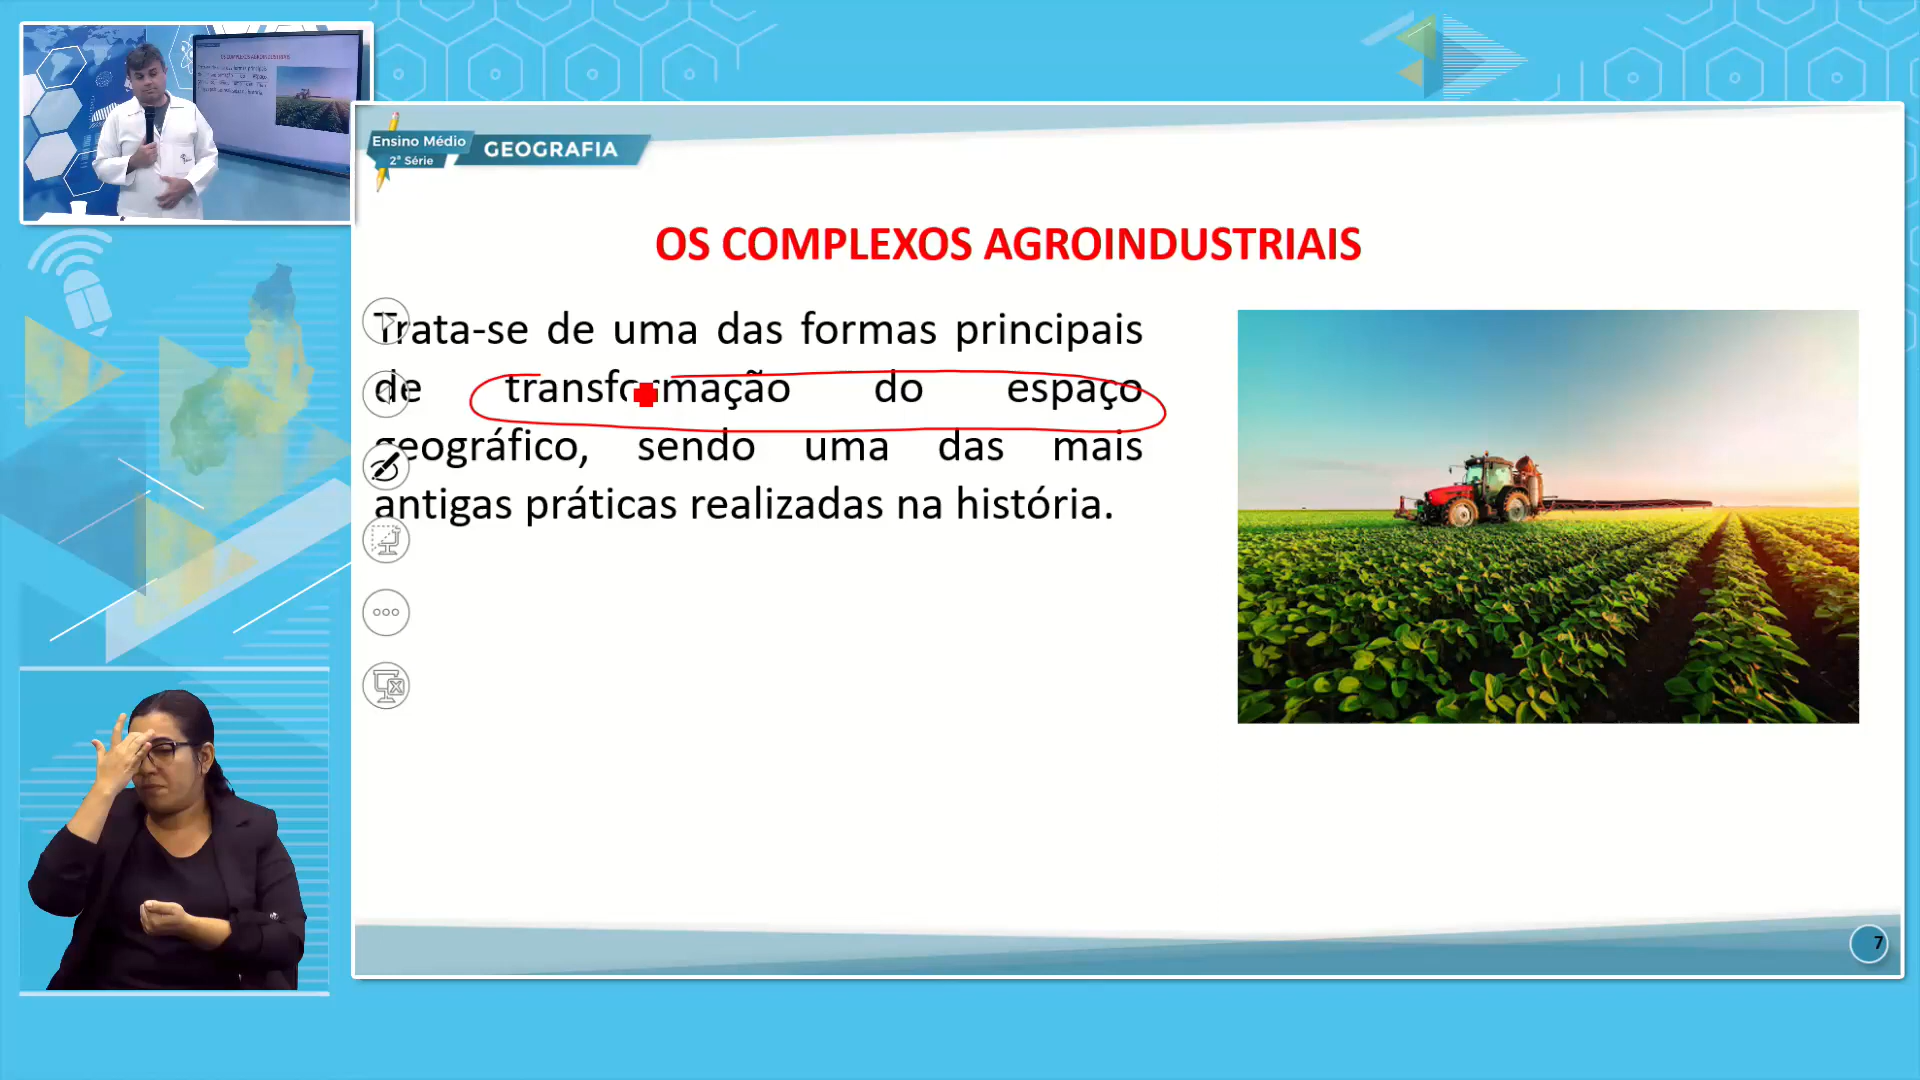 Ensino Médio
2ª Série
GEOGRAFIA
OS COMPLEXOS AGROINDUSTRIAIS
Trata-se de uma das formas principais
de transformação do espaço
geográfico, sendo uma das mais
antigas práticas realizadas na história.
7